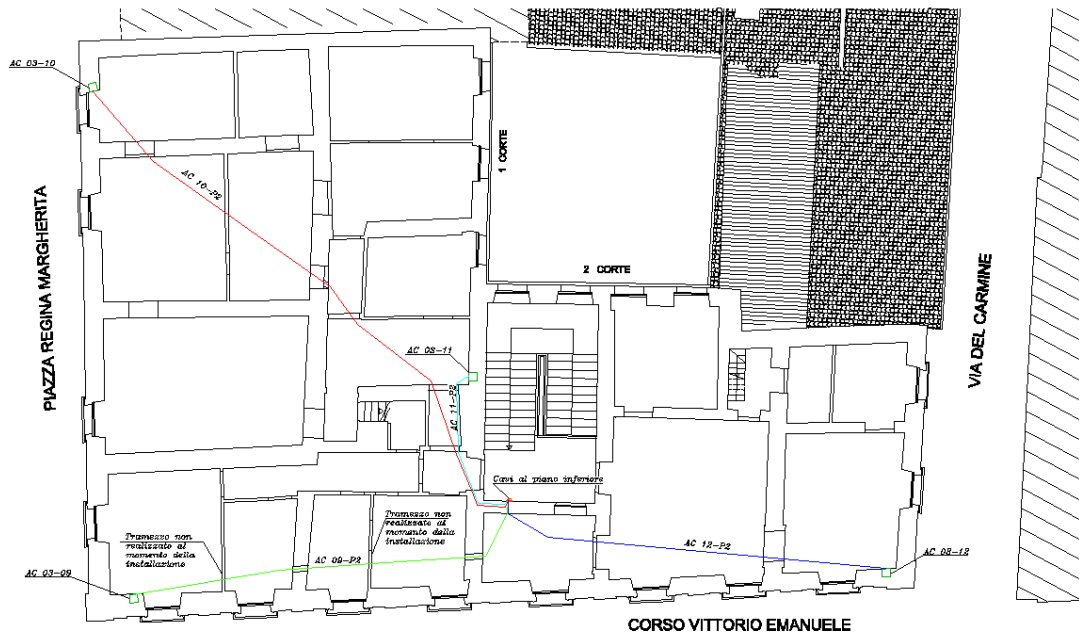 AC 03-10
PIAZZA REGINA MARGHERITA
AC 10-P2
1 CORTE
2 CORTE
VIA DEL CARMINE
AC 03-11
AC 11-P2
Cavi al piano inferiore
Tramezzo non
realizzato al
momento della
installazione
Tramezzo non
realizzato al
momento della
installazione
AC 09-P2
AC 12-P2
AC 03-12
AC 03-09
CORSO VITTORIO EMANUELE